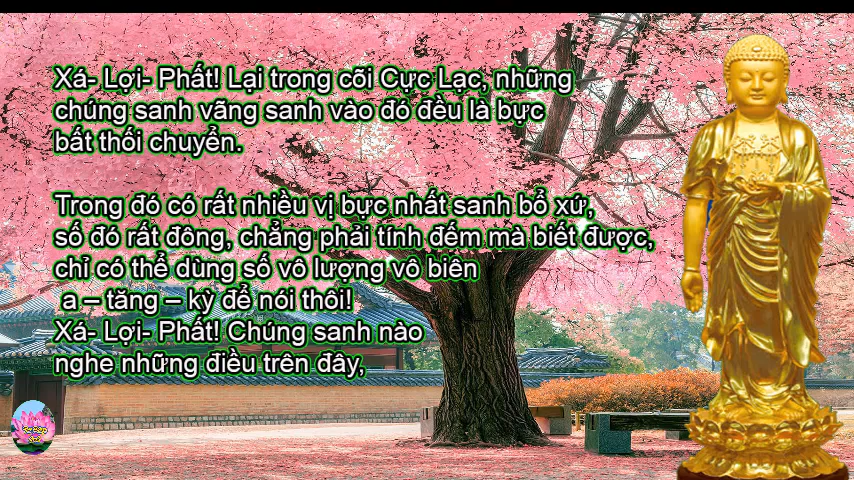 Xá- Lợi- Phất! Lại trong cõi Cực Lạc, những
chúng sanh vãng sanh vào đó đều là bực
bất thối chuyển.
Trong đó có rất nhiều vị bực nhất sanh bổ xứ,
số đó rất đông, chẳng phải tính đếm mà biết được,
chỉ có thể dùng số vô lượng vô biên
a – tăng – kỳ để nói thôi!
Xá- Lợi- Phất! Chúng sanh nào
nghe những điều trên đây,